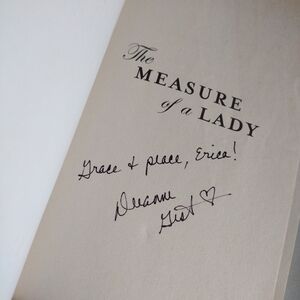 The
MEASURE
of a LADY
Grace & peace, Erica!
Deeanne
Gist ♡